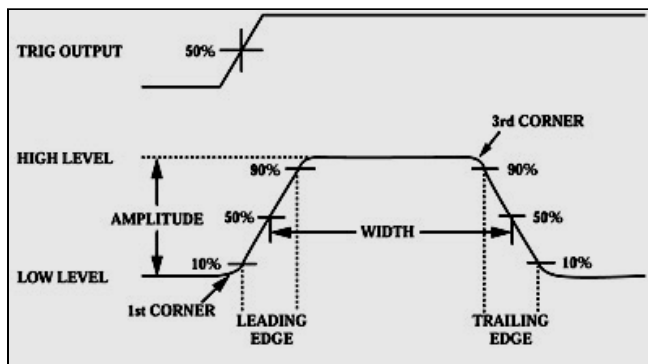 TRIG OUTPUT
50%
3rd CORNER
HIGH LEVEL
90%
90%
AMPLITUDE
50%
WIDTH
50%
10%
10%
LOW LEVEL
1st CORNER
LEADING
EDGE
TRAILING
EDGE